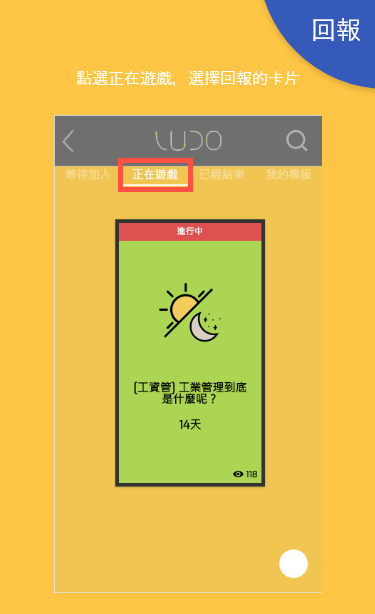 回報
點選正在遊戲，選擇回報的卡片
LUDO
等待加入 正在遊戲 已經結束 我的模板
進行中
[工資管] 工業管理到底
是什麼呢？
14天
118